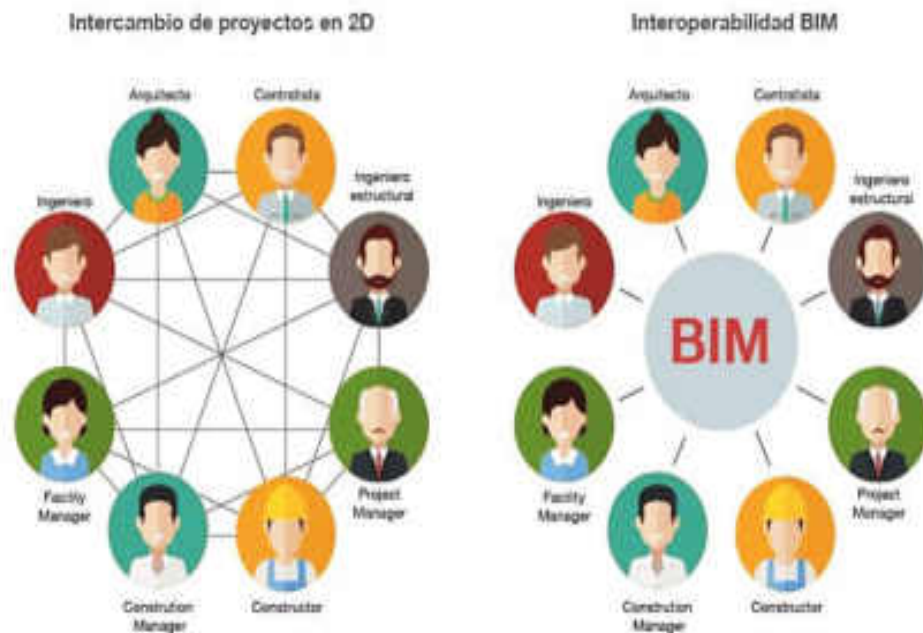 Intercambio de proyectos en 2D
Arquitecto
Contratista
Ingeniero
estructural
Ingeniero
Facility
Manager
Project
Manager
Constrution
Manager
Constructor
Interoperabilidad BIM
Arquitecto
Contratista
Ingeniero
estructural
Ingeniero
BIM
Facility
Manager
Project
Manager
Constrution
Manager
Constructor